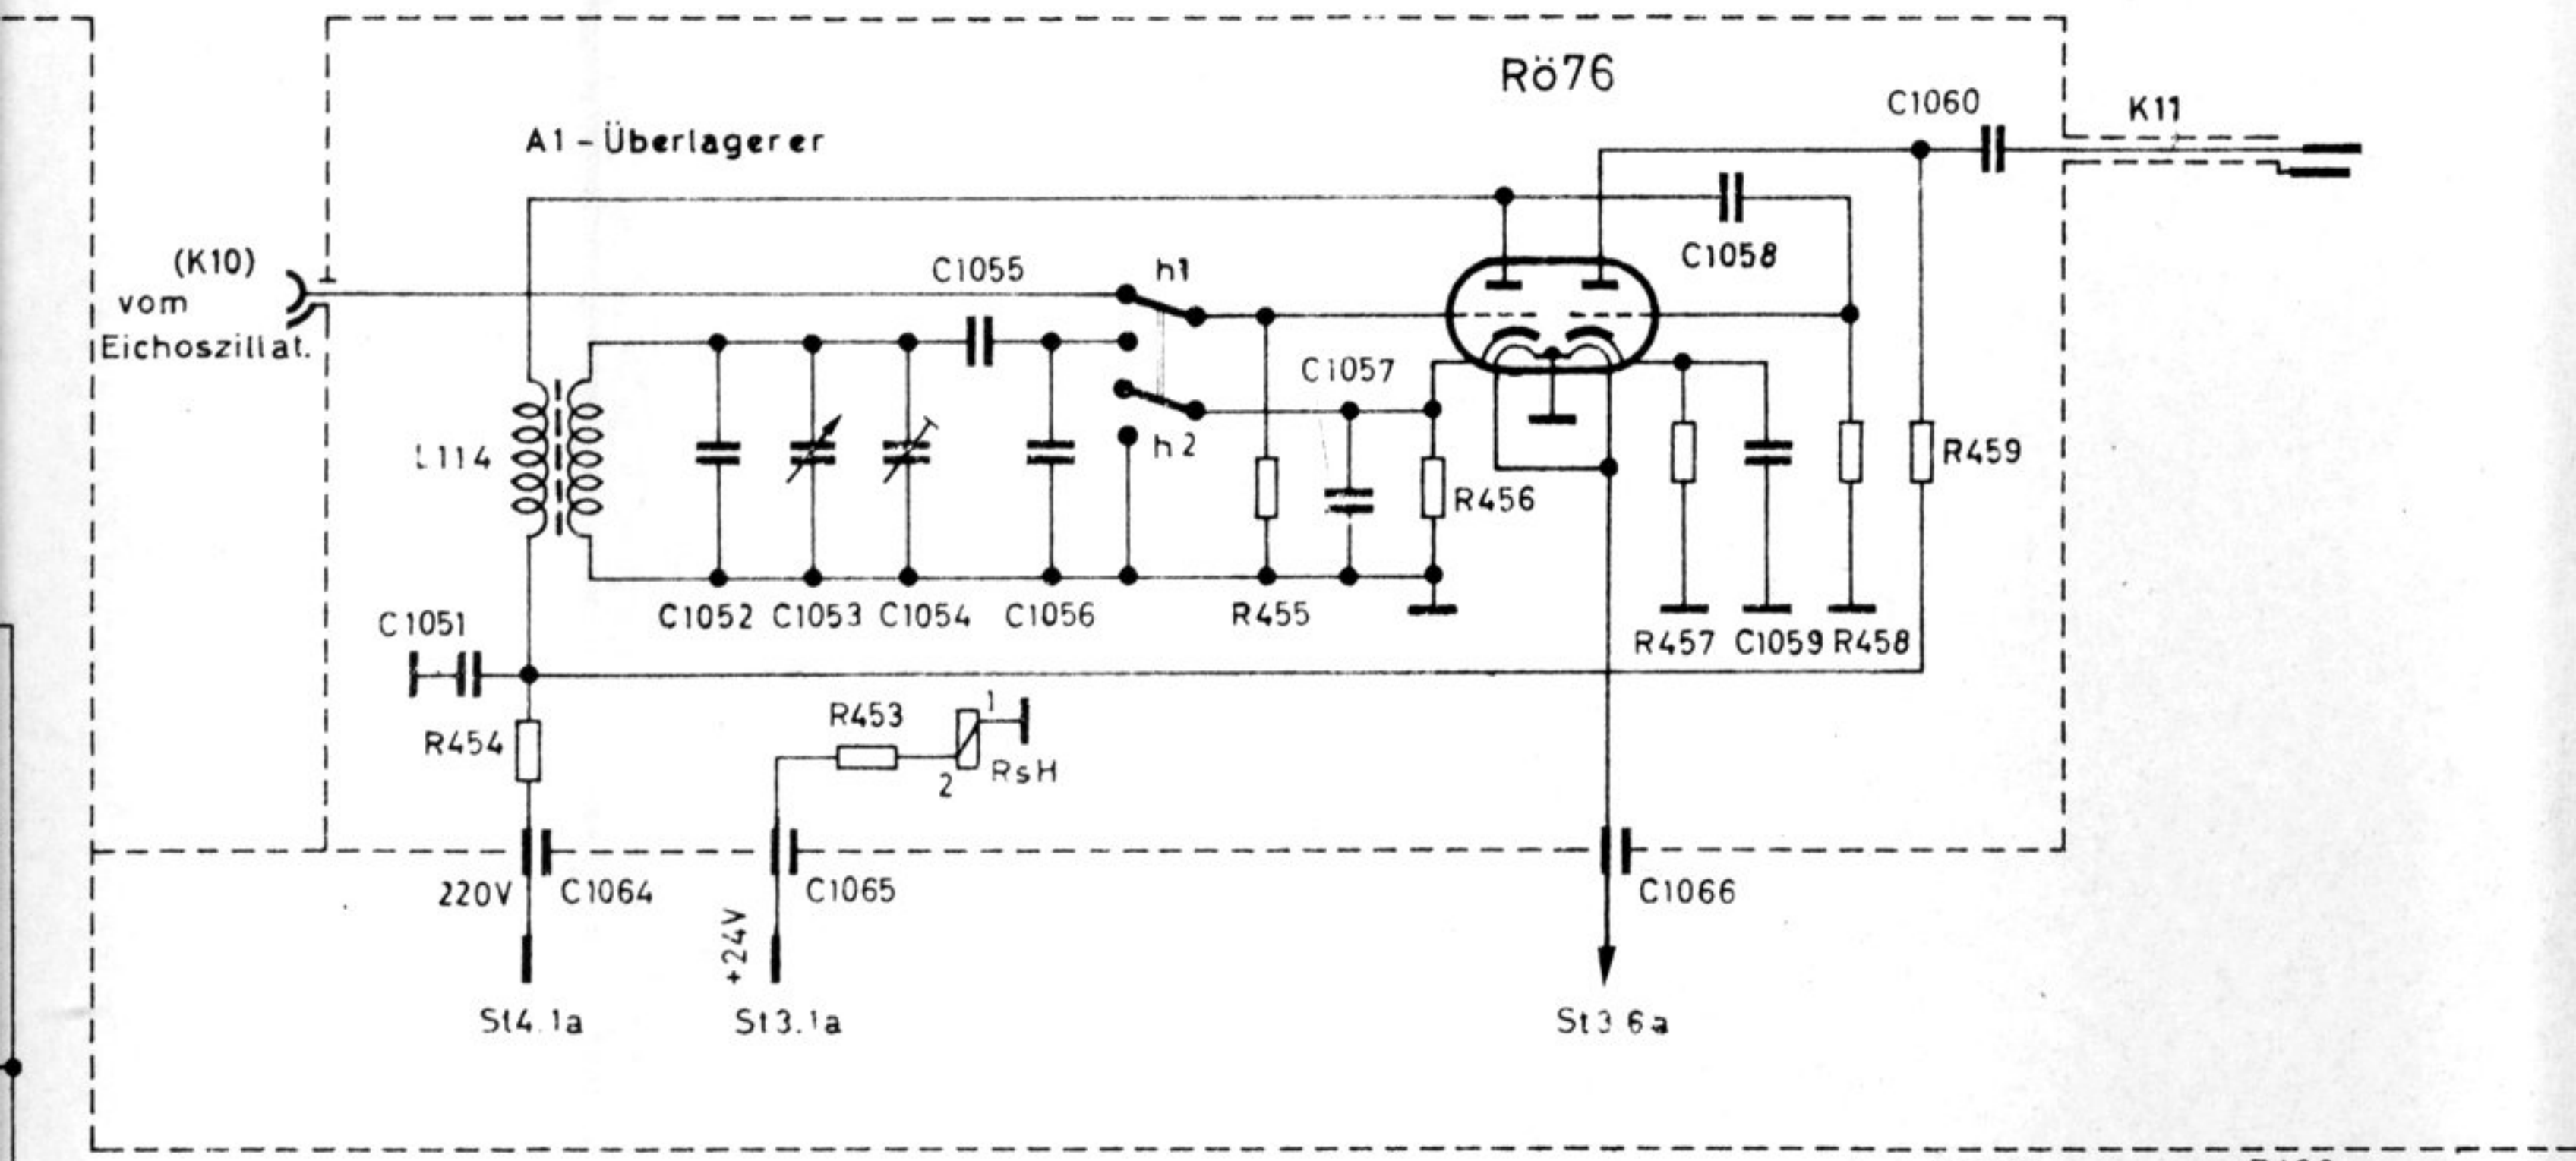 Rö76
C1060
K11
A1-Überlagerer
(K10)
vom
Eichoszillat.
C1055
h1
C1058
C1057
h2
L114
R456
R459
C1051
C1052
C1053
C1054
C1056
R455
R457
C1059
R458
R454
R453
1
2
RsH
220V
C1064
+24V
C1065
C1066
St4.1a
St3.1a
St3 6a